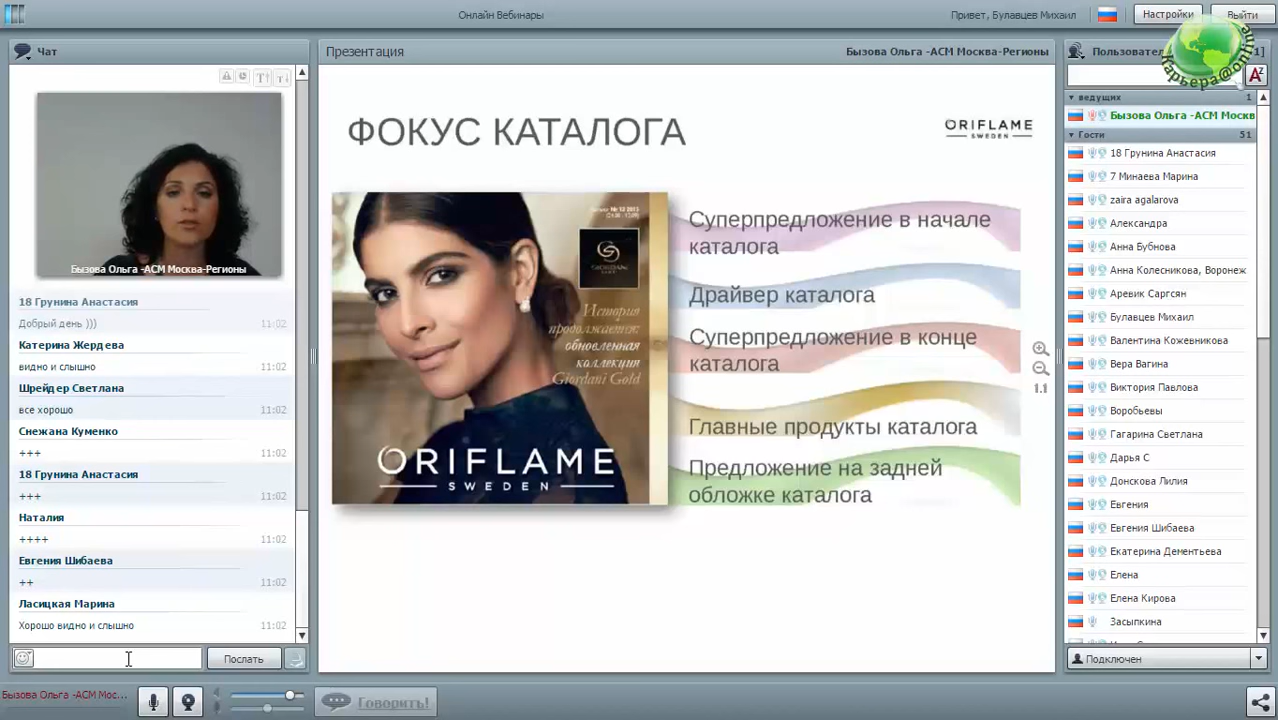 Онлайн Вебинары
Привет, Булавцев Михаил
Настройки
Выйти
Карьера@online
Чат
Бызова Ольга -АСМ Москва-Регионы
18 Грунина Анастасия
Добрый день )))
11:02
Катерина Жердева
видно и слышно
11:02
Шрейдер Светлана
все хорошо
11:02
Снежана Куменко
+++
11:02
18 Грунина Анастасия
+++
11:02
Наталия
++++
11:02
Евгения Шибаева
++
11:02
Ласицкая Марина
Хорошо видно и слышно
11:02
Послать
Бызова Ольга -АСМ Мос...
Говорить!
Презентация
Бызова Ольга -АСМ Москва-Регионы
ФОКУС КАТАЛОГА
ORIFLAME
SWEDEN
GIORDANI
GOLD
История
продолжается:
обновленная
коллекция
Giordani Gold
ORIFLAME
SWEDEN
Суперпредложение в начале
каталога
Драйвер каталога
Суперпредложение в конце
каталога
Главные продукты каталога
Предложение на задней
обложке каталога
1:1
ведущих
1
Бызова Ольга -АСМ Москв
Гости
51
18 Грунина Анастасия
7 Минаева Марина
zaira agalarova
Александра
Анна Бубнова
Анна Колесникова, Воронеж
Аревик Саргсян
Булавцев Михаил
Валентина Кожевникова
Вера Вагина
Виктория Павлова
Воробьевы
Гагарина Светлана
Дарья С
Донскова Лилия
Евгения
Евгения Шибаева
Екатерина Дементьева
Елена
Елена Кирова
Засыпкина
Подключен